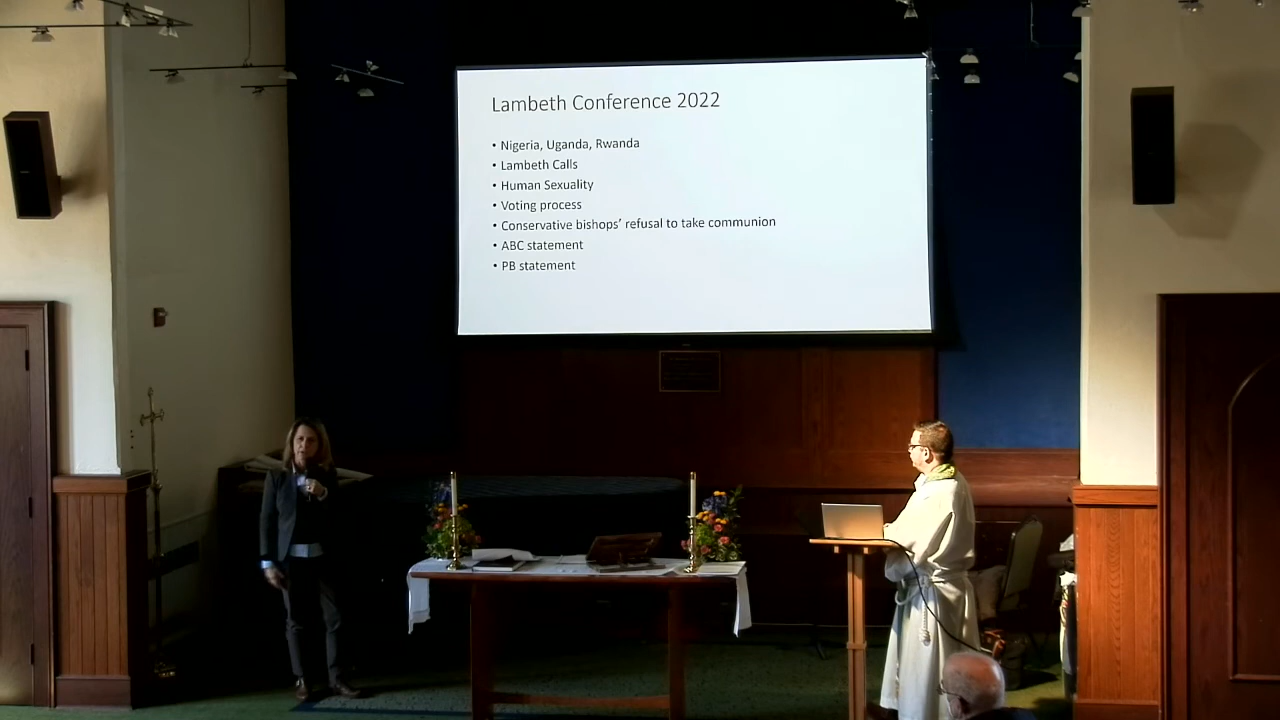 Lambeth Conference 2022
• Nigeria, Uganda, Rwanda
• Lambeth Calls
• Human Sexuality
• Voting process
• Conservative bishops' refusal to take communion
• ABC statement
• PB statement